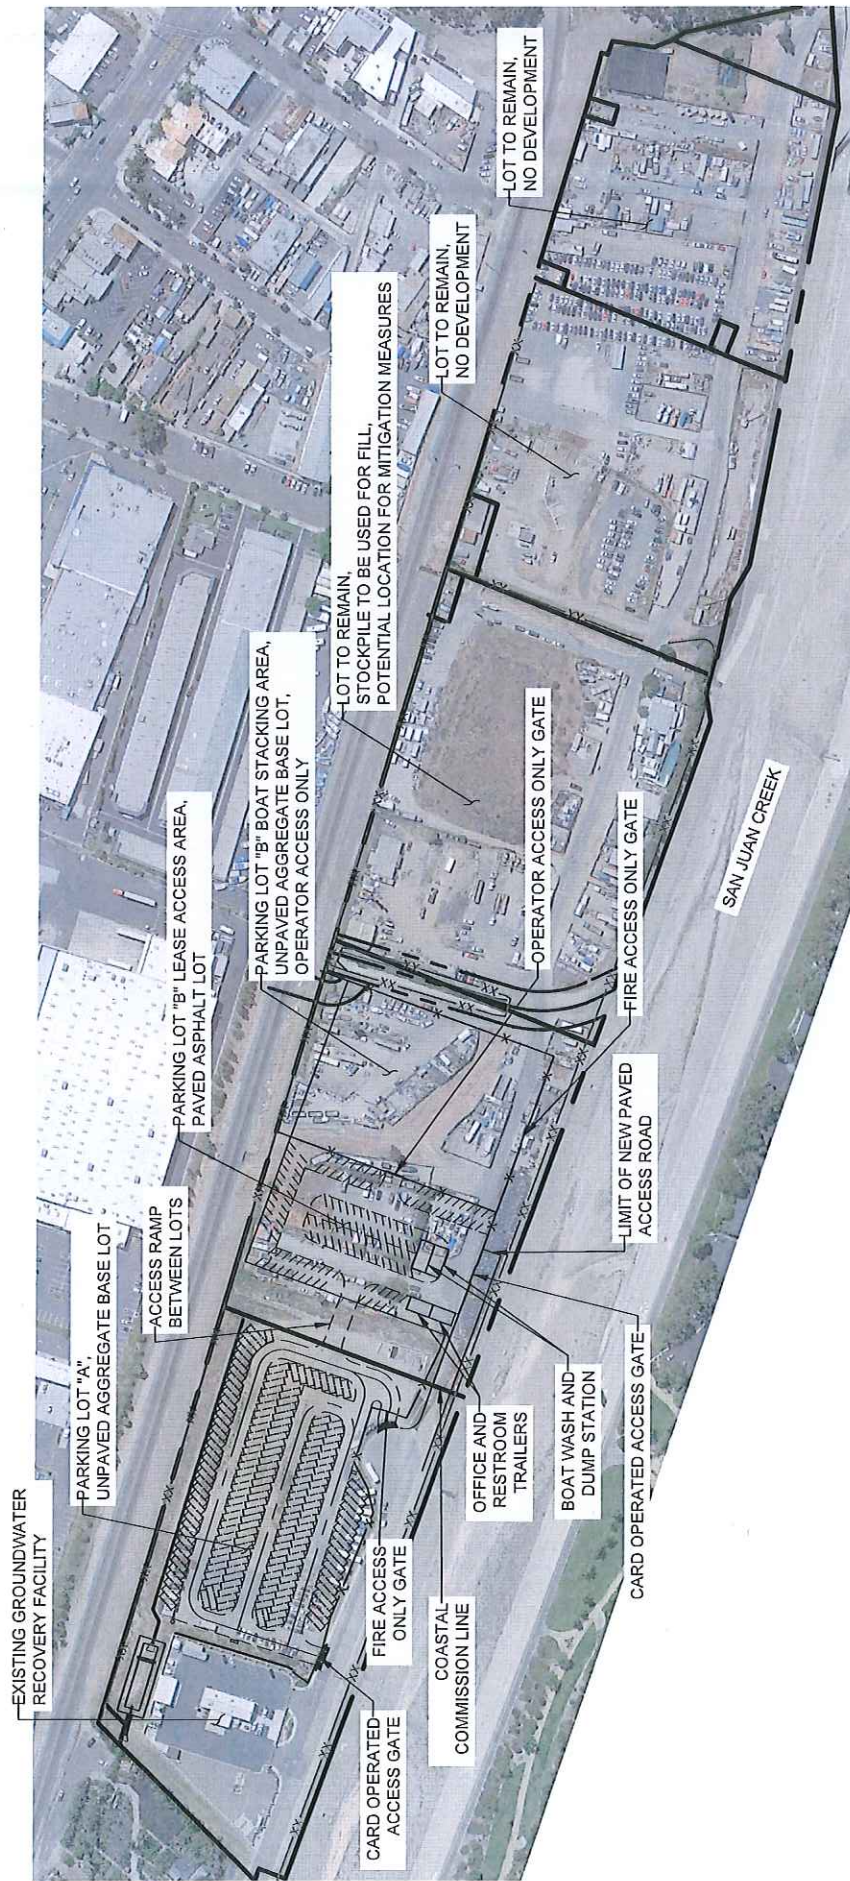 EXISTING GROUNDWATER
RECOVERY FACILITY
PARKING LOT "A",
UNPAVED AGGREGATE BASE LOT
ACCESS RAMP
BETWEEN LOTS
PARKING LOT "B" LEASE ACCESS AREA,
PAVED ASPHALT LOT
PARKING LOT "B" BOAT STACKING AREA,
UNPAVED AGGREGATE BASE LOT,
OPERATOR ACCESS ONLY
LOT TO REMAIN,
STOCKPILE TO BE USED FOR FILL,
POTENTIAL LOCATION FOR MITIGATION MEASURES
LOT TO REMAIN,
NO DEVELOPMENT
LOT TO REMAIN,
NO DEVELOPMENT
CARD OPERATED
ACCESS GATE
FIRE ACCESS
ONLY GATE
COASTAL
COMMISSION LINE
OFFICE AND
RESTROOM
TRAILERS
BOAT WASH AND
DUMP STATION
CARD OPERATED ACCESS GATE
LIMIT OF NEW PAVED
ACCESS ROAD
FIRE ACCESS ONLY GATE
OPERATOR ACCESS ONLY GATE
SAN JUAN CREEK